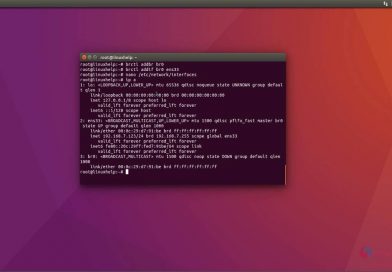 root@linuxhelp: ~
root@linuxhelp:~# brctl addbr br0
root@linuxhelp:~# brctl addif br0 ens33
root@linuxhelp:~# nano /etc/network/interfaces
root@linuxhelp:~# ip a
1: lo: <LOOPBACK,UP,LOWER_UP> mtu 65536 qdisc noqueue state UNKNOWN group defaul
t qlen 1
link/loopback 00:00:00:00:00:00 brd 00:00:00:00:00:00
inet 127.0.0.1/8 scope host lo
valid_lft forever preferred_lft forever
inet6 ::1/128 scope host
valid_lft forever preferred_lft forever
2: ens33: <BROADCAST,MULTICAST,UP,LOWER_UP> mtu 1500 qdisc pfifo_fast master br0
state UP group default qlen 1000
link/ether 00:0c:29:d7:91:be brd ff:ff:ff:ff:ff:ff
inet 192.168.7.123/24 brd 192.168.7.255 scope global ens33
valid_lft forever preferred_lft forever
inet6 fe80::20c:29ff:fed7:91be/64 scope link
valid_lft forever preferred_lft forever
3: br0: <BROADCAST,MULTICAST> mtu 1500 qdisc noop state DOWN group default qlen
1000
link/ether 00:0c:29:d7:91:be brd ff:ff:ff:ff:ff:ff
root@linuxhelp:~#